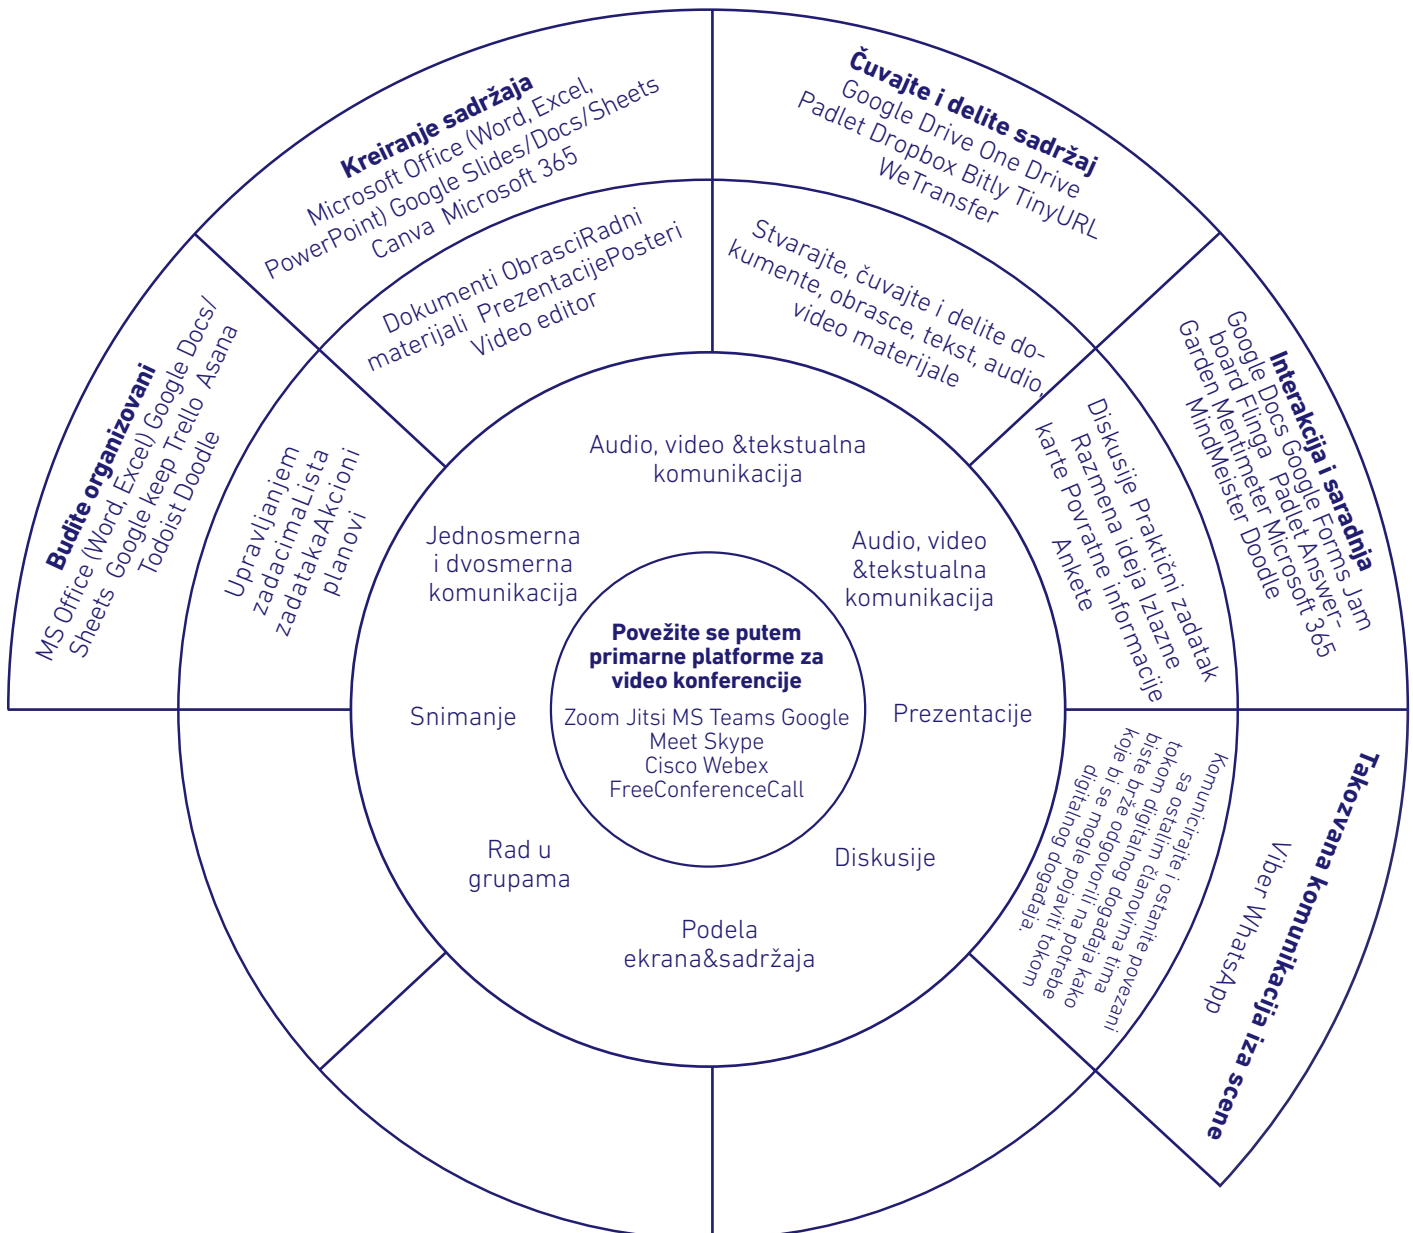 Kreiranje sadržaja
Microsoft Office (Word, Excel,
PowerPoint) Google Slides/Docs/Sheets
Canva Microsoft 365
Dokumenti ObrasciRadni
materijali PrezentacijePosteri
Video editor
Čuvajte i delite sadržaj
Google Drive One Drive
Padlet Dropbox Bitly TinyURL
WeTransfer
Stvarajte, čuvajte i delite do-
kumente, obrasce, tekst, audio,
video materijale
Budite organizovani
MS Office (Word, Excel) Google Docs/
Sheets Google keep Trello Asana
Todoist Doodle
Upravljanjem
zadacimaLista
zadatakaAkcioni
planovi
Interakcija i saradnja
Google Docs Google Forms Jam
board Flinga Padlet Answer-
Garden Mentimeter Microsoft 365
MindMeister Doodle
Diskusije Praktični zadatak
Razmena ideja Izlazne
karte Povratne informacije
Ankete
Takozvana komunikacija iza scene
Viber WhatsApp
Komunicirajte i ostanite povezani
sa ostalim članovima tima
tokom digitalnog događaja kako
biste brže odgovorili na potrebe
koje bi se mogle pojaviti tokom
digitalnog događaja.
Audio, video &tekstualna
komunikacija
Jednosmerna
i dvosmerna
komunikacija
Audio, video
&tekstualna
komunikacija
Povežite se putem
primarne platforme za
video konferencije
Zoom Jitsi MS Teams Google
Meet Skype
Cisco Webex
FreeConferenceCall
Snimanje
Prezentacije
Rad u
grupama
Diskusije
Podela
ekrana&sadržaja